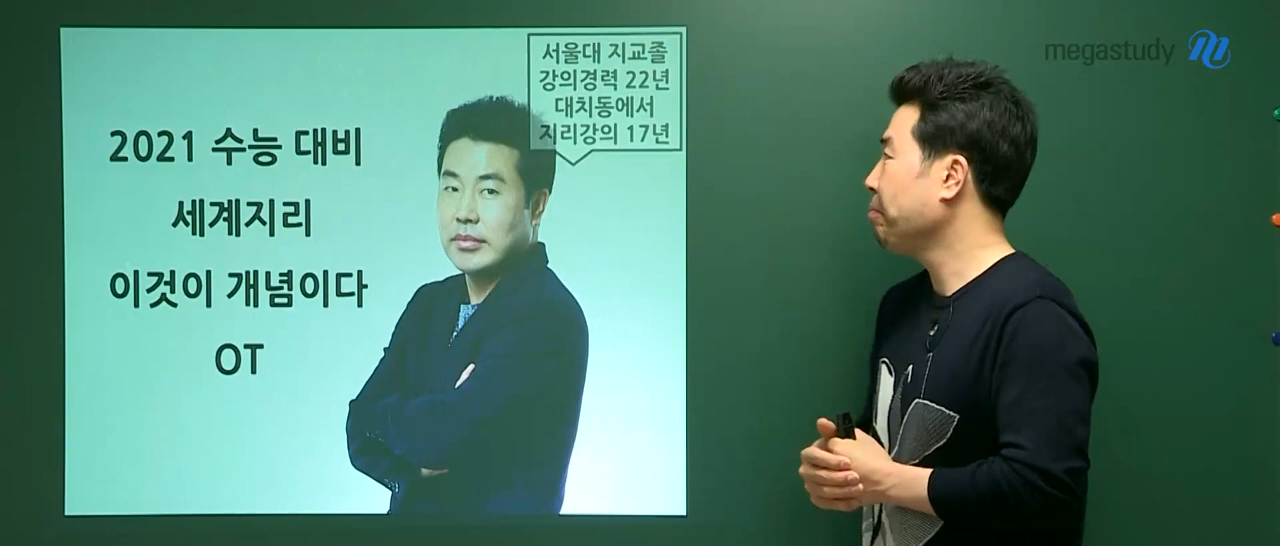 2021 수능 대비
세계지리
이것이 개념이다
OT
서울대 지교졸
강의경력 22년
대치동에서
지리강의 17년
megastudy